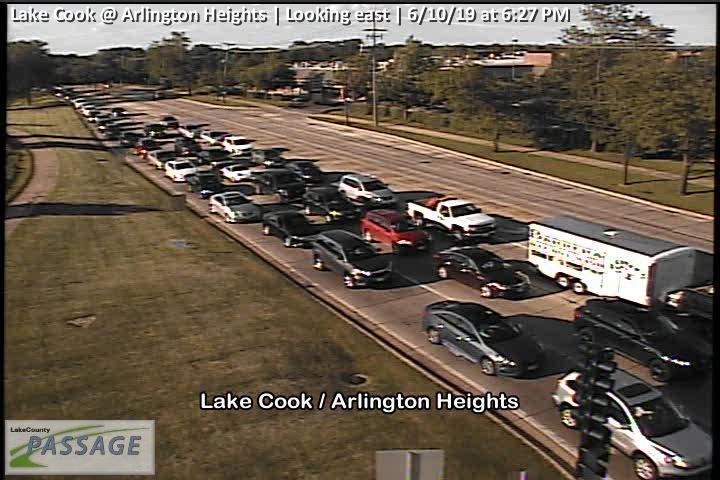 Lake Cook @ Arlington Heights | Looking east | 6/10/19 at 6:27 PM
Lake Cook / Arlington Heights
LakeCounty
PASSAGE